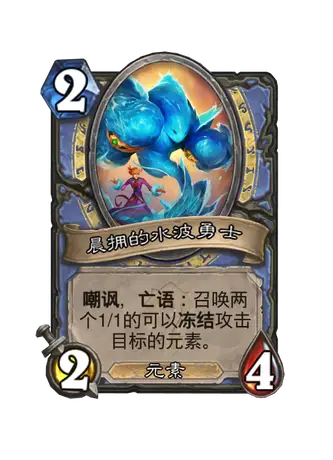 2
晨拥的水波勇士
嘲讽，亡语：召唤两
个1/1的可以冻结攻击
目标的元素。
2
元素
4